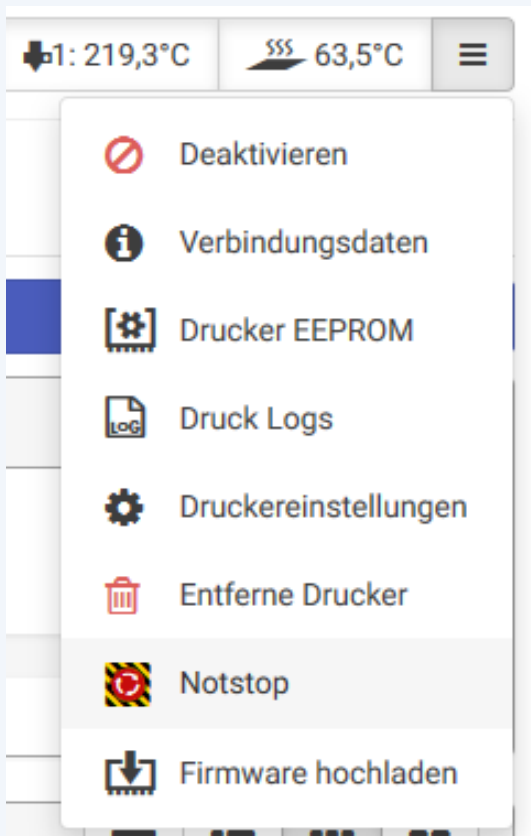 1: 219,3°C 63,5°C
Deaktivieren
Verbindungsdaten
Drucker EEPROM
LOG Druck Logs
Druckereinstellungen
Entferne Drucker
Notstop
Firmware hochladen